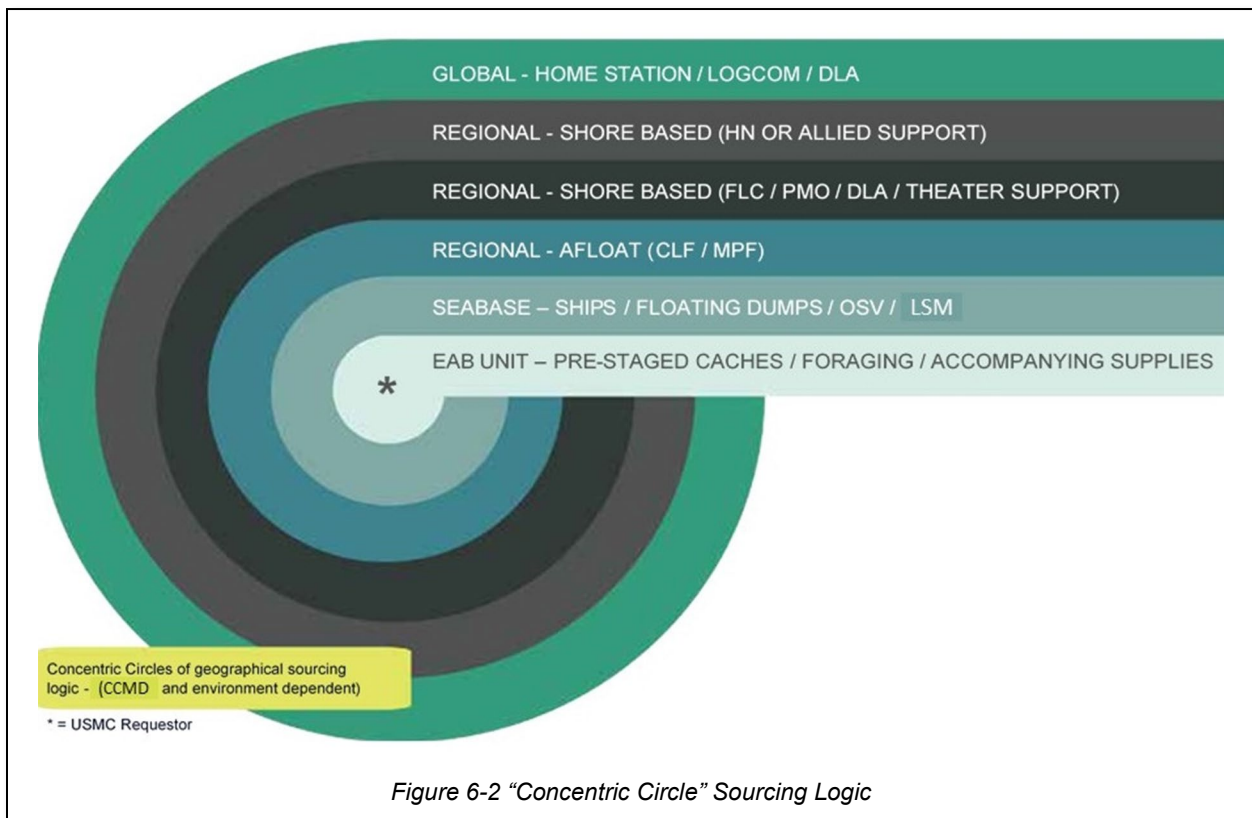 GLOBAL - HOME STATION / LOGCOM / DLA
REGIONAL - SHORE BASED (HN OR ALLIED SUPPORT)
REGIONAL - SHORE BASED (FLC / PMO / DLA / THEATER SUPPORT)
REGIONAL - AFLOAT (CLF / MPF)
SEABASE – SHIPS / FLOATING DUMPS / OSV / LSM
EAB UNIT – PRE-STAGED CACHES / FORAGING / ACCOMPANYING SUPPLIES
*
Concentric Circles of geographical sourcing
logic - (CCMD and environment dependent)
* = USMC Requestor
Figure 6-2 “Concentric Circle” Sourcing Logic